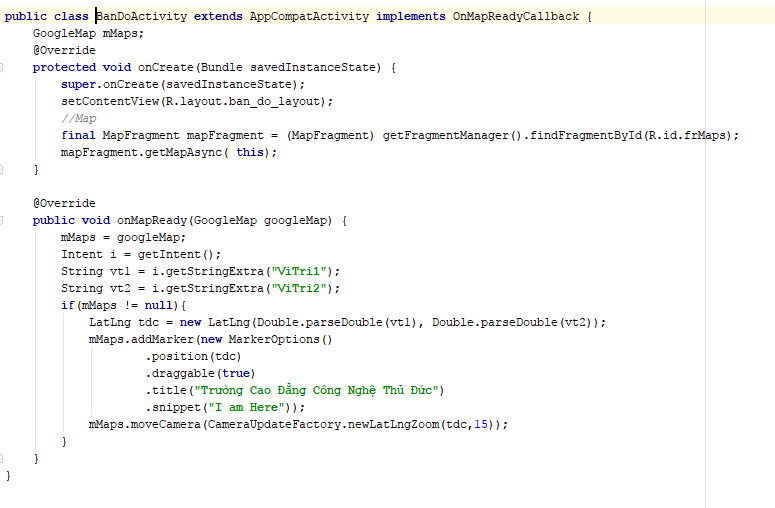 public class BanDoActivity extends AppCompatActivity implements OnMapReadyCallback {
    GoogleMap mMaps;
    @Override
    protected void onCreate(Bundle savedInstanceState) {
        super.onCreate(savedInstanceState);
        setContentView(R.layout.ban_do_layout);
        //Map
        final MapFragment mapFragment = (MapFragment) getFragmentManager().findFragmentById(R.id.frMaps);
        mapFragment.getMapAsync( this);
    }

    @Override
    public void onMapReady(GoogleMap googleMap) {
        mMaps = googleMap;
        Intent i = getIntent();
        String vt1 = i.getStringExtra("ViTri1");
        String vt2 = i.getStringExtra("ViTri2");
        if(mMaps != null){
            LatLng tdc = new LatLng(Double.parseDouble(vt1), Double.parseDouble(vt2));
            mMaps.addMarker(new MarkerOptions()
                    .position(tdc)
                    .draggable(true)
                    .title("Trường Cao Đẳng Công Nghệ Thủ Đức")
                    .snippet("I am Here"));
            mMaps.moveCamera(CameraUpdateFactory.newLatLngZoom(tdc,15));
        }
    }
}